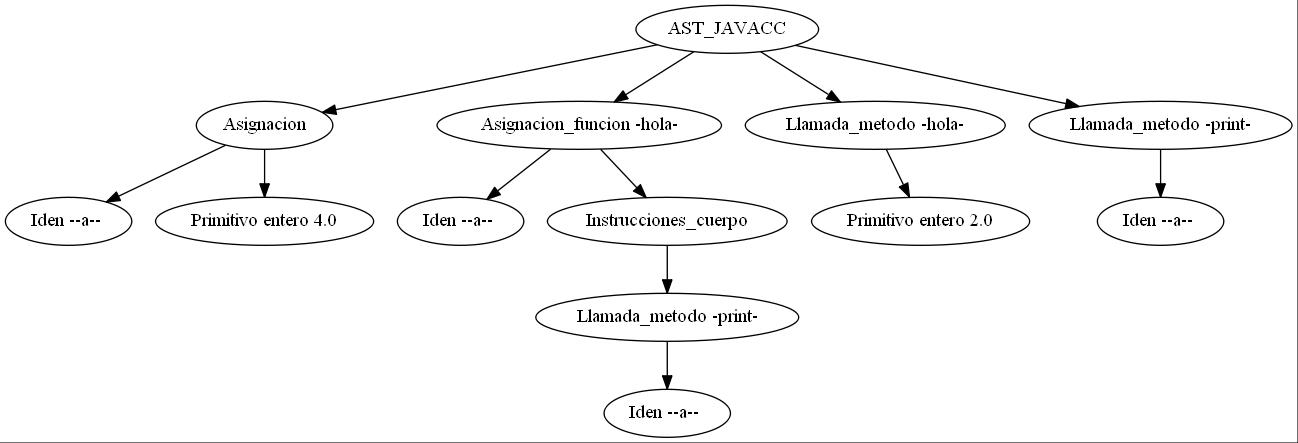 AST_JAVACC
Asignacion
Asignacion_funcion -hola-
Llamada_metodo -hola-
Llamada_metodo -print-
Iden --a--
Primitivo entero 4.0
Iden --a--
Instrucciones_cuerpo
Primitivo entero 2.0
Iden --a--
Llamada_metodo -print-
Iden --a--